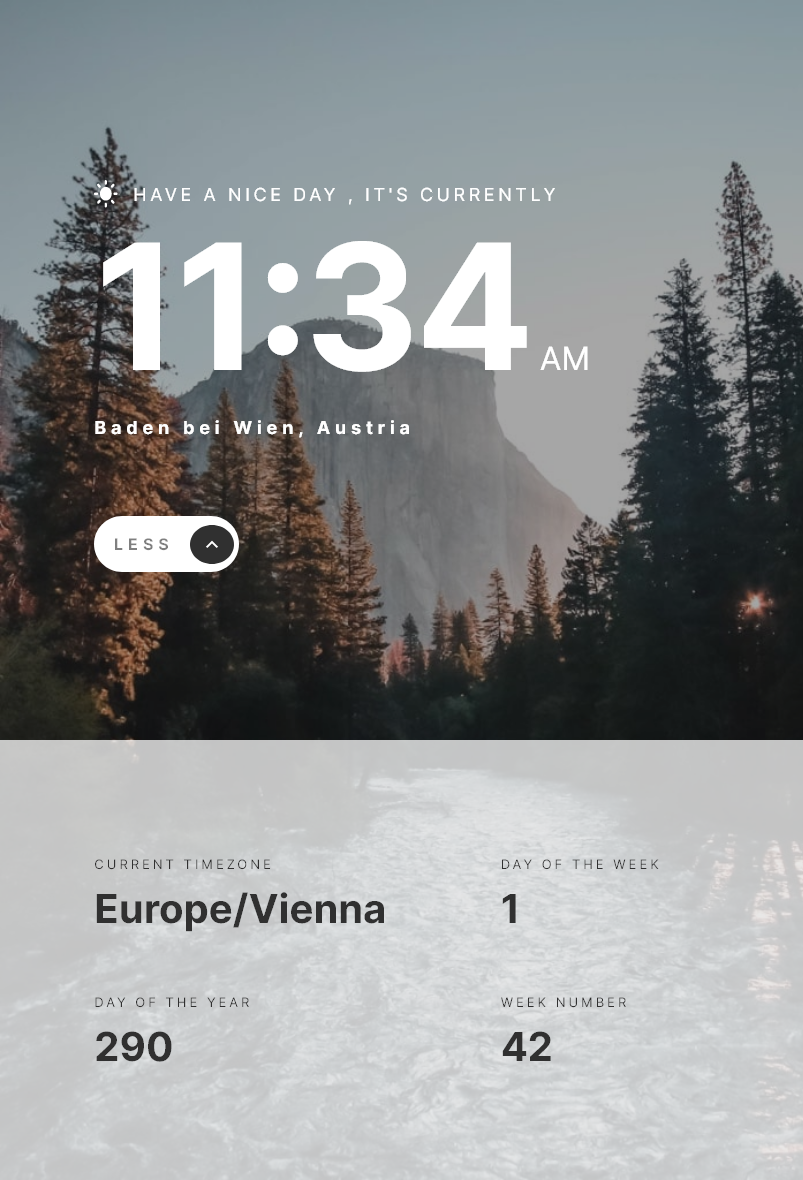 HAVE A NICE DAY , IT'S CURRENTLY
11:34 AM
Baden bei Wien, Austria
LESS
CURRENT TIMEZONE
Europe/Vienna
DAY OF THE WEEK
1
DAY OF THE YEAR
290
WEEK NUMBER
42